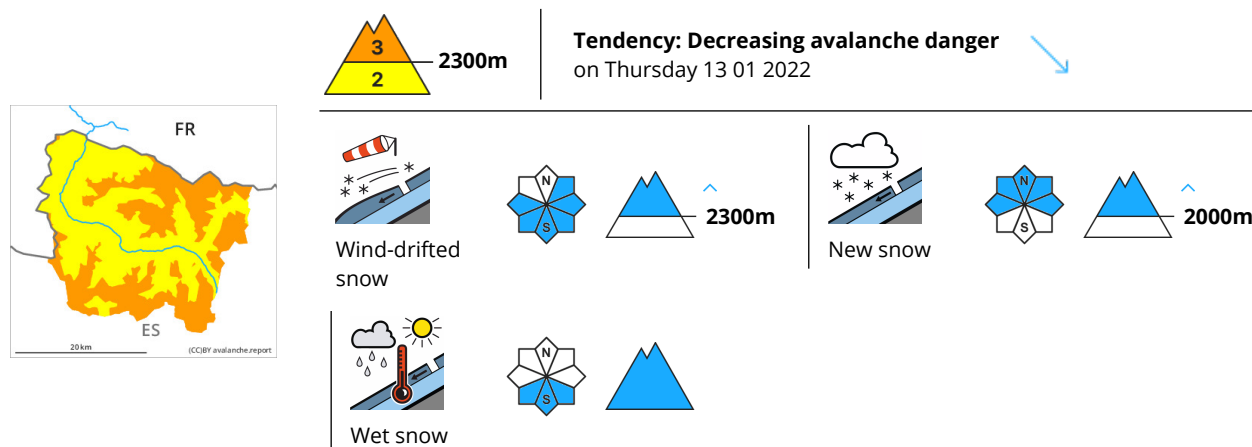 3
2
2300m
Tendency: Decreasing avalanche danger
on Thursday 13 01 2022
FR
ES
20 km
(CC)BY avalanche.report
N
S
2300m
Wind-drifted
snow
N
S
2000m
New snow
N
S
Wet snow